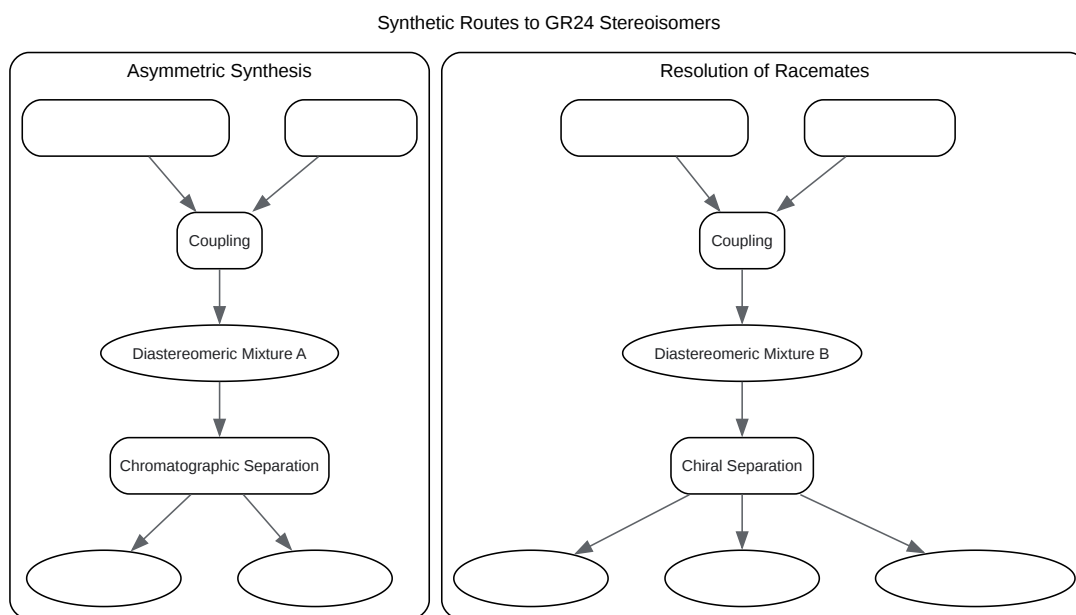 Synthetic Routes to GR24 Stereoisomers
Asymmetric Synthesis
Resolution of Racemates
Coupling
Coupling
Diastereomeric Mixture A
Diastereomeric Mixture B
Chromatographic Separation
Chiral Separation